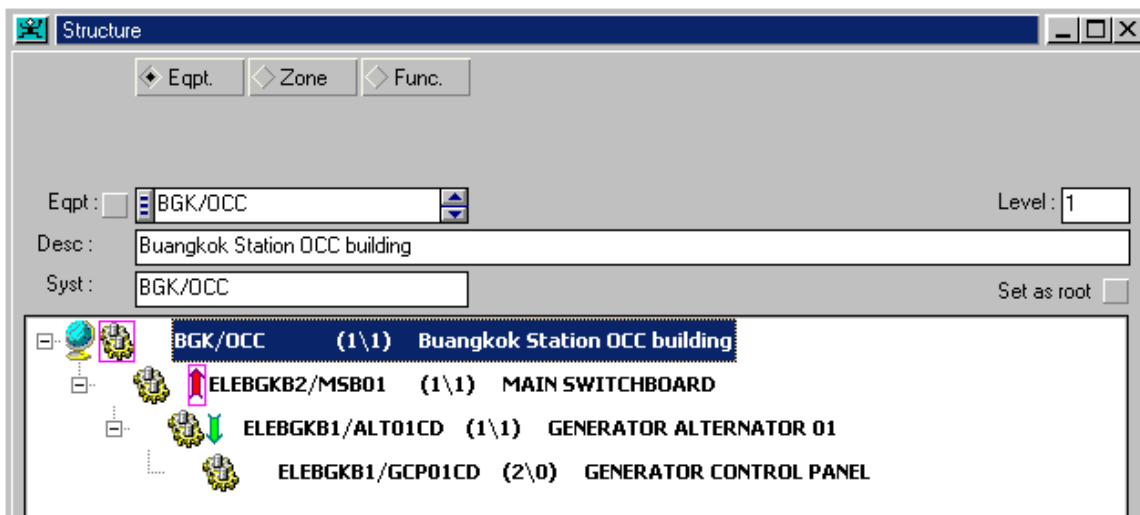 Structure
Eqpt. Zone Func.
Eqpt : BGK/OCC Level : 1
Desc : Buangkok Station OCC building
Syst : BGK/OCC Set as root
BGK/OCC (1\1) Buangkok Station OCC building
ELEBGKB2/MSB01 (1\1) MAIN SWITCHBOARD
ELEBGKB1/ALT01CD (1\1) GENERATOR ALTERNATOR 01
ELEBGKB1/GCP01CD (2\0) GENERATOR CONTROL PANEL